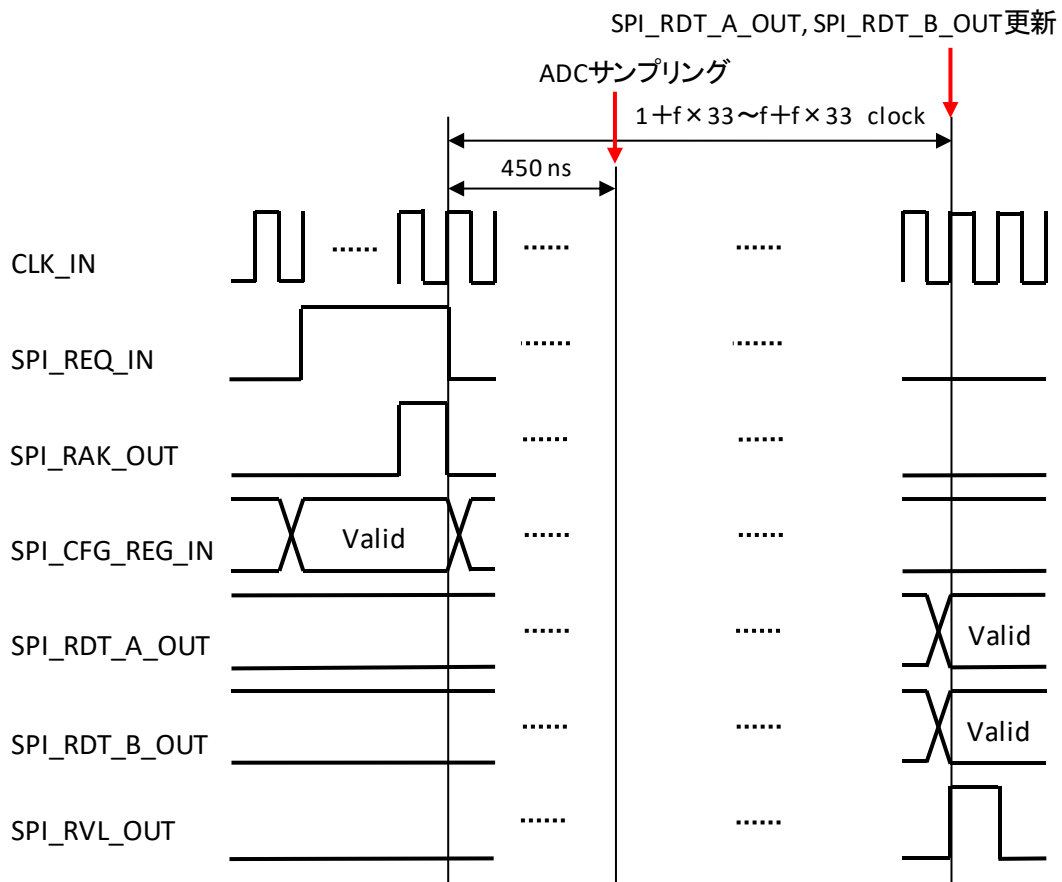 SPI_RDT_A_OUT, SPI_RDT_B_OUT更新
ADCサンプリング
1+f×33~f+f×33 clock
450 ns
CLK_IN
SPI_REQ_IN
SPI_RAK_OUT
SPI_CFG_REG_IN
Valid
SPI_RDT_A_OUT
Valid
SPI_RDT_B_OUT
Valid
SPI_RVL_OUT